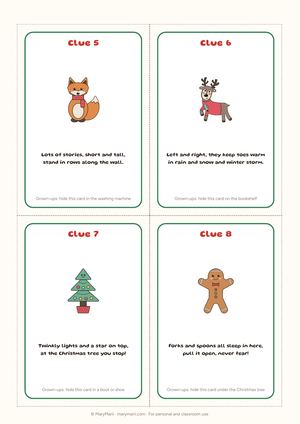 Clue 5
Lots of stories, short and tall,
stand in rows along the wall.
Grown-ups: hide this card in the washing machine
Clue 6
Left and right, they keep toes warm
in rain and snow and winter storm.
Grown-ups: hide this card on the bookshelf
Clue 7
Twinkly lights and a star on top,
at the Christmas tree you stop!
Grown-ups: hide this card in a boot or shoe
Clue 8
Forks and spoons all sleep in here,
pull it open, never fear!
Grown-ups: hide this card under the Christmas tree
© MaryMarii · marymarii.com · For personal and classroom use